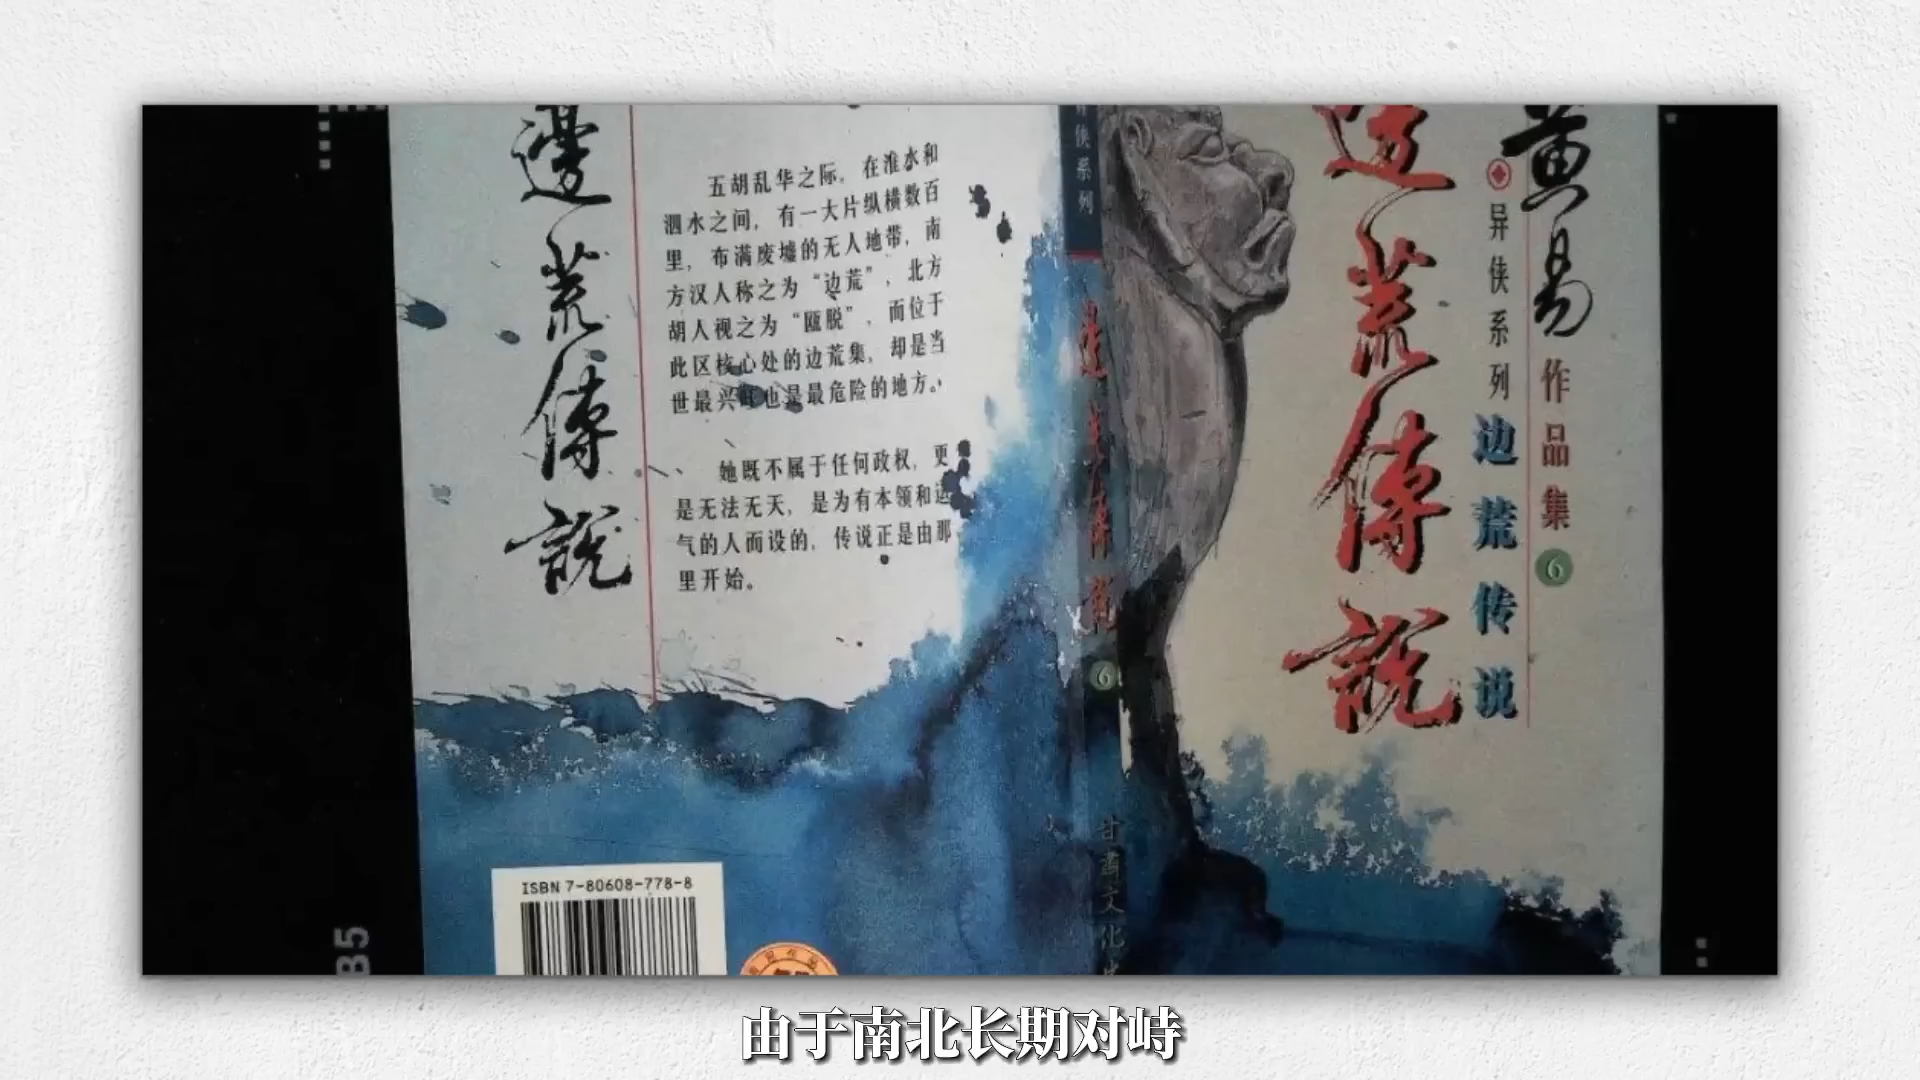 邊荒傳説
五胡乱华之际，在淮水和
泗水之间，有一大片纵横数百
里，布满废墟的无人地带，南
方汉人称之为“边荒”，北方
胡人视之为“瓯脱”，而位于
此区核心处的边荒集，却是当
世最兴旺也是最危险的地方。
她既不属于任何政权，更
是无法无天，是为有本领和运
气的人而设的，传说正是由那
里开始。
ISBN 7-80608-778-8
异侠系列
邊荒傳説
6
甘肃文化
邊荒傳説
异侠系列
边荒传说
黄易
作品集
6
B5
由于南北长期对峙